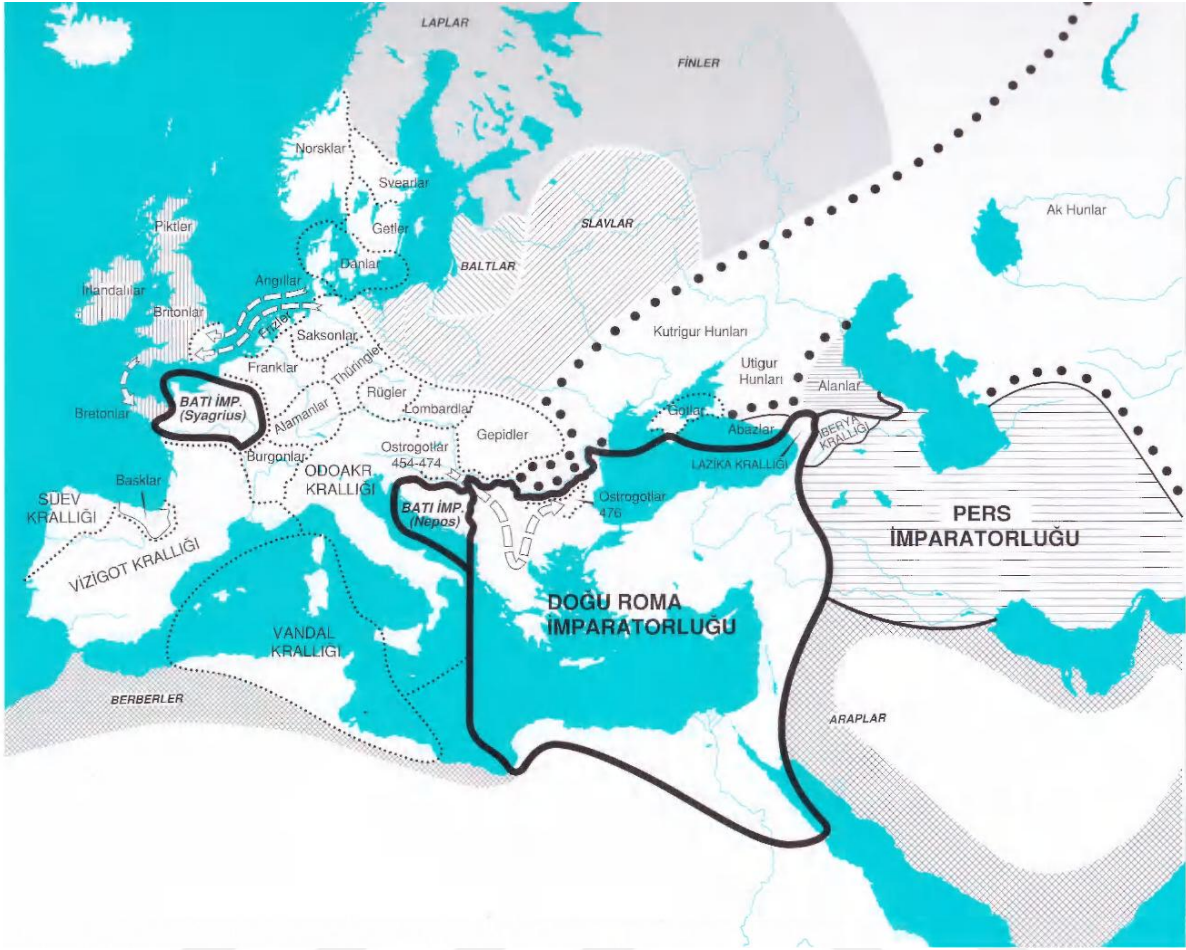 LAPLAR
FİNLER
Norsklar
Svearlar
Getler
Danlar
SLAVLAR
BALTLAR
Ak Hunlar
Piktler
İrlandalılar
Britonlar
Angıllar
Frizler
Saksonlar
Franklar
Thüringler
Rügler
Lombardlar
Alamanlar
Gepidler
Kutrigur Hunları
Utigur
Hunları
Alanlar
Gotlar
Abazlar
İBERYA
KRALLIĞI
LAZİKA KRALLIĞI
Bretonlar
BATI İMP.
(Syagrius)
Burgonlar
Ostrogotlar
454-474
ODOAKR
KRALLIĞI
BATI İMP.
(Nepos)
Ostrogotlar
476
Basklar
SUEV
KRALLIĞI
VİZİGOT KRALLIĞI
PERS
İMPARATORLUĞU
DOĞU ROMA
İMPARATORLUĞU
VANDAL
KRALLIĞI
BERBERLER
ARAPLAR